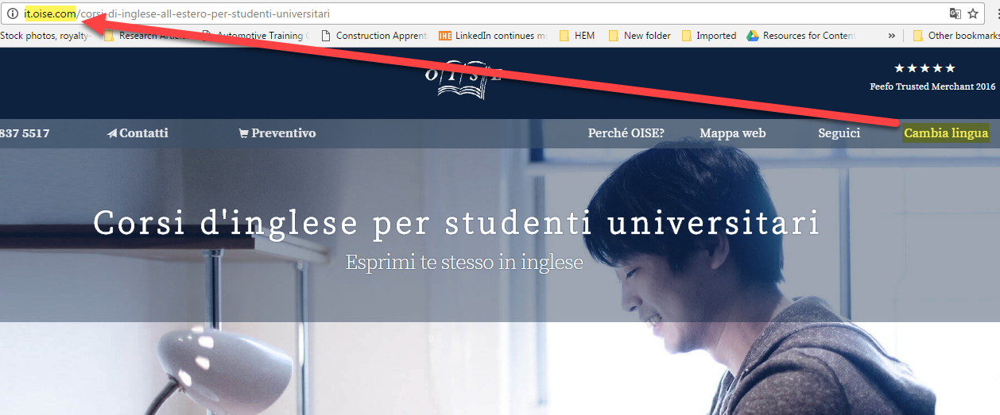 it.oise.com/corsi-di-inglese-all-estero-per-studenti-universitari
Stock photos, royalty- Research Artic Automotive Training Construction Apprent IHE LinkedIn continues m HEM New folder Imported Resources for Conten » Other bookmarks
OISE
★★★★★
Feefo Trusted Merchant 2016
837 5517 Contatti Preventivo Perché OISE? Mappa web Seguici Cambia lingua
Corsi d'inglese per studenti universitari
Esprimi te stesso in inglese